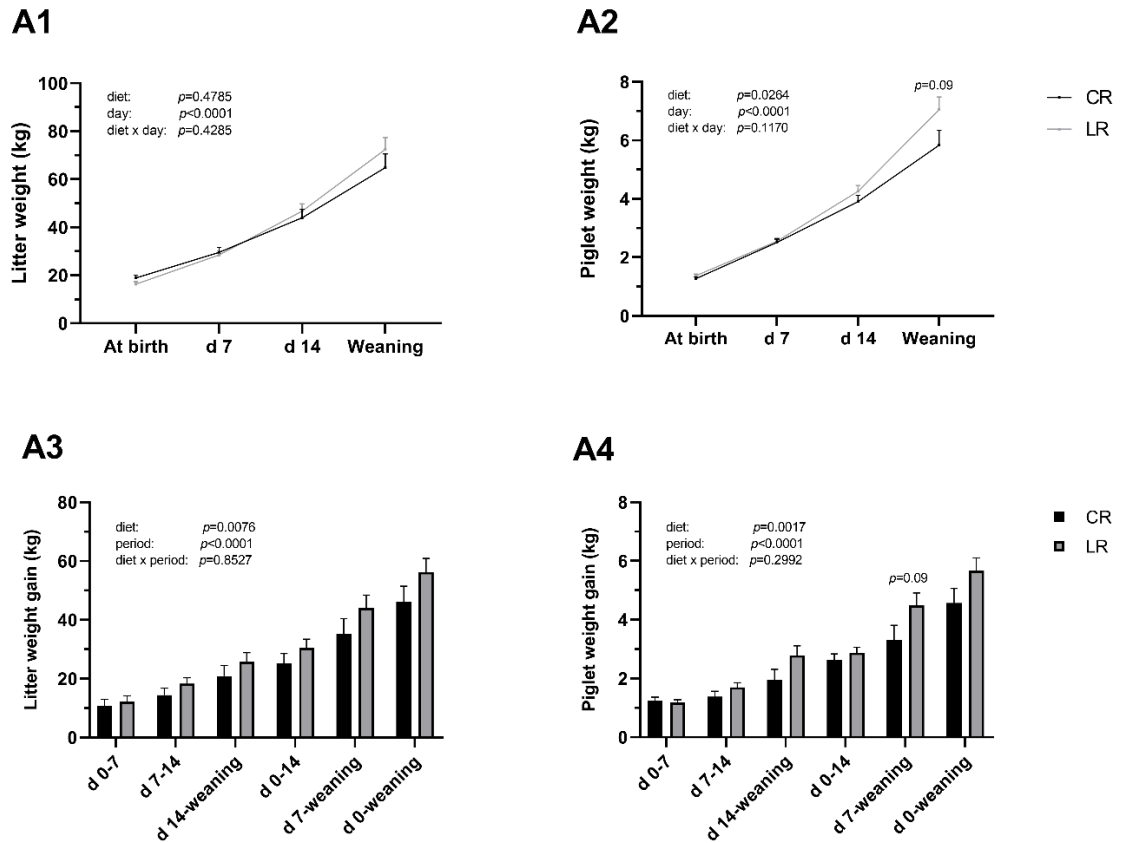 A1
Litter weight (kg)
100
80
60
40
20
0
diet: p=0.4785
day: p<0.0001
diet x day: p=0.4285
At birth d 7 d 14 Weaning
A2
Piglet weight (kg)
8
6
4
2
0
diet: p=0.0264
day: p<0.0001
diet x day: p=0.1170
p=0.09
At birth d 7 d 14 Weaning
CR
LR
A3
Litter weight gain (kg)
80
60
40
20
0
diet: p=0.0076
period: p<0.0001
diet x period: p=0.8527
d 0-7
d 7-14
d 14-weaning
d 0-14
d 7-weaning
d 0-weaning
A4
Piglet weight gain (kg)
8
6
4
2
0
diet: p=0.0017
period: p<0.0001
diet x period: p=0.2992
p=0.09
d 0-7
d 7-14
d 14-weaning
d 0-14
d 7-weaning
d 0-weaning
CR
LR